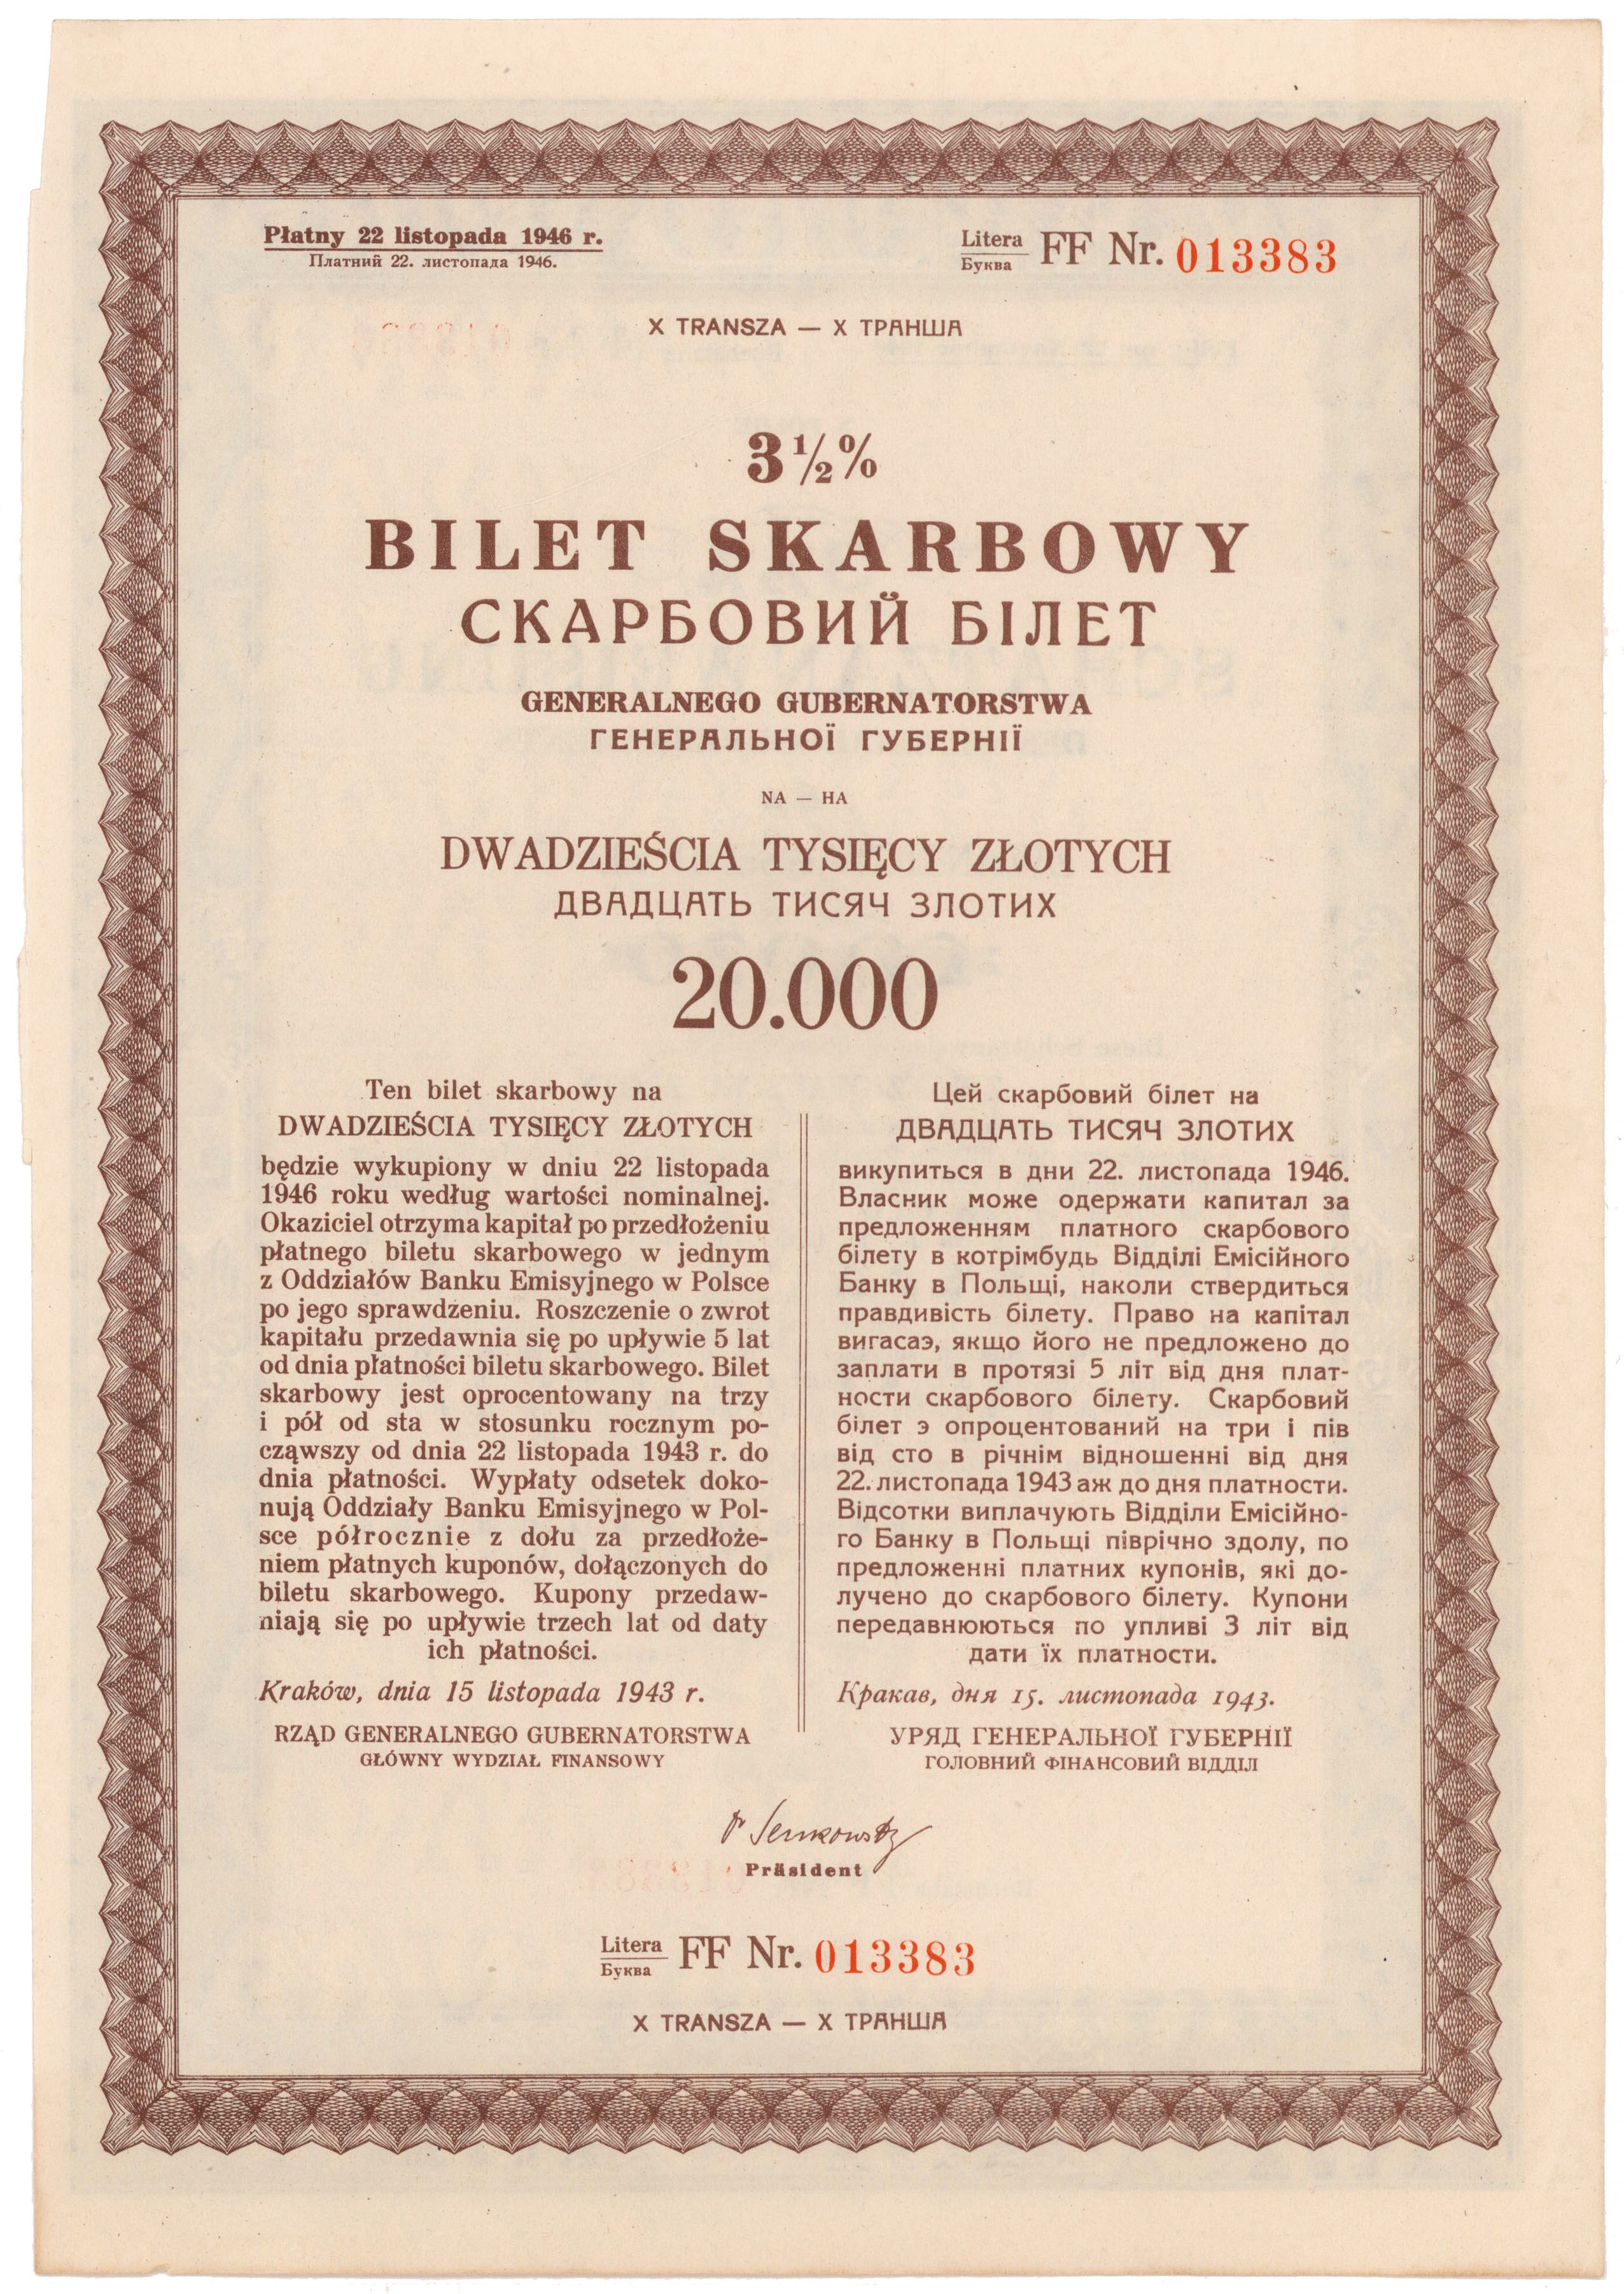 Płatny 22 listopada 1946 r.
Платний 22. листопада 1946.
Litera
Буква
FF Nr. 013383
X TRANSZA — X ТРАНША
3½%
BILET SKARBOWY
СКАРБОВИЙ БІЛЕТ
GENERALNEGO GUBERNATORSTWA
ГЕНЕРАЛЬНОЇ ГУБЕРНІЇ
NA — НА
DWADZIEŚCIA TYSIĘCY ZŁOTYCH
ДВАДЦАТЬ ТИСЯЧ ЗЛОТИХ
20.000
Ten bilet skarbowy na
DWADZIEŚCIA TYSIĘCY ZŁOTYCH
będzie wykupiony w dniu 22 listopada
1946 roku według wartości nominalnej.
Okaziciel otrzyma kapitał po przedłożeniu
płatnego biletu skarbowego w jednym
z Oddziałów Banku Emisyjnego w Polsce
po jego sprawdzeniu. Roszczenie o zwrot
kapitału przedawnia się po upływie 5 lat
od dnia płatności biletu skarbowego. Bilet
skarbowy jest oprocentowany na trzy
i pół od sta w stosunku rocznym po-
cząwszy od dnia 22 listopada 1943 r. do
dnia płatności. Wypłaty odsetek doko-
nują Oddziały Banku Emisyjnego w Pol-
sce półrocznie z dołu za przedłoże-
niem płatnych kuponów, dołączonych do
biletu skarbowego. Kupony przedaw-
niają się po upływie trzech lat od daty
ich płatności.
Kraków, dnia 15 listopada 1943 r.
RZĄD GENERALNEGO GUBERNATORSTWA
GŁÓWNY WYDZIAŁ FINANSOWY
Цей скарбовий білет на
ДВАДЦАТЬ ТИСЯЧ ЗЛОТИХ
викупиться в дни 22. листопада 1946.
Власник може одержати капитал за
предложенням платного скарбового
білету в котрімбудь Відділі Емісійного
Банку в Польщі, наколи ствердиться
правдивість білету. Право на капітал
вигасаэ, якщо його не предложено до
заплати в протязі 5 літ від дня плат-
ности скарбового білету. Скарбовий
білет э опроцентований на три і пів
від сто в річнім відношенні від дня
22. листопада 1943 аж до дня платности.
Відсотки виплачують Відділи Емісійно-
го Банку в Польщі піврічно здолу, по
предложенні платних купонів, які до-
лучено до скарбового білету. Купони
передавнюються по упливі 3 літ від
дати їх платности.
Кракав, дня 15. листопада 1943.
УРЯД ГЕНЕРАЛЬНОЇ ГУБЕРНІЇ
ГОЛОВНИЙ ФІНАНСОВИЙ ВІДДІЛ
Dr Senkowsky
Präsident
Litera
Буква
FF Nr. 013383
X TRANSZA — X ТРАНША